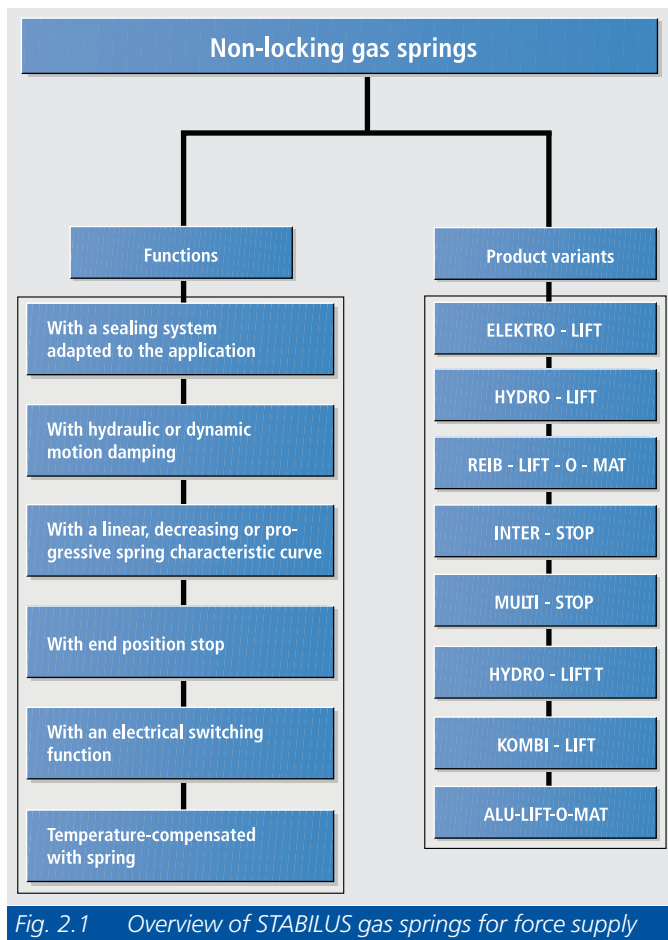 Non-locking gas springs
Functions
With a sealing system
adapted to the application
With hydraulic or dynamic
motion damping
With a linear, decreasing or pro-
gressive spring characteristic curve
With end position stop
With an electrical switching
function
Temperature-compensated
with spring
Product variants
ELEKTRO - LIFT
HYDRO - LIFT
REIB - LIFT - O - MAT
INTER - STOP
MULTI - STOP
HYDRO - LIFT T
KOMBI - LIFT
ALU-LIFT-O-MAT
Fig. 2.1 Overview of STABILUS gas springs for force supply